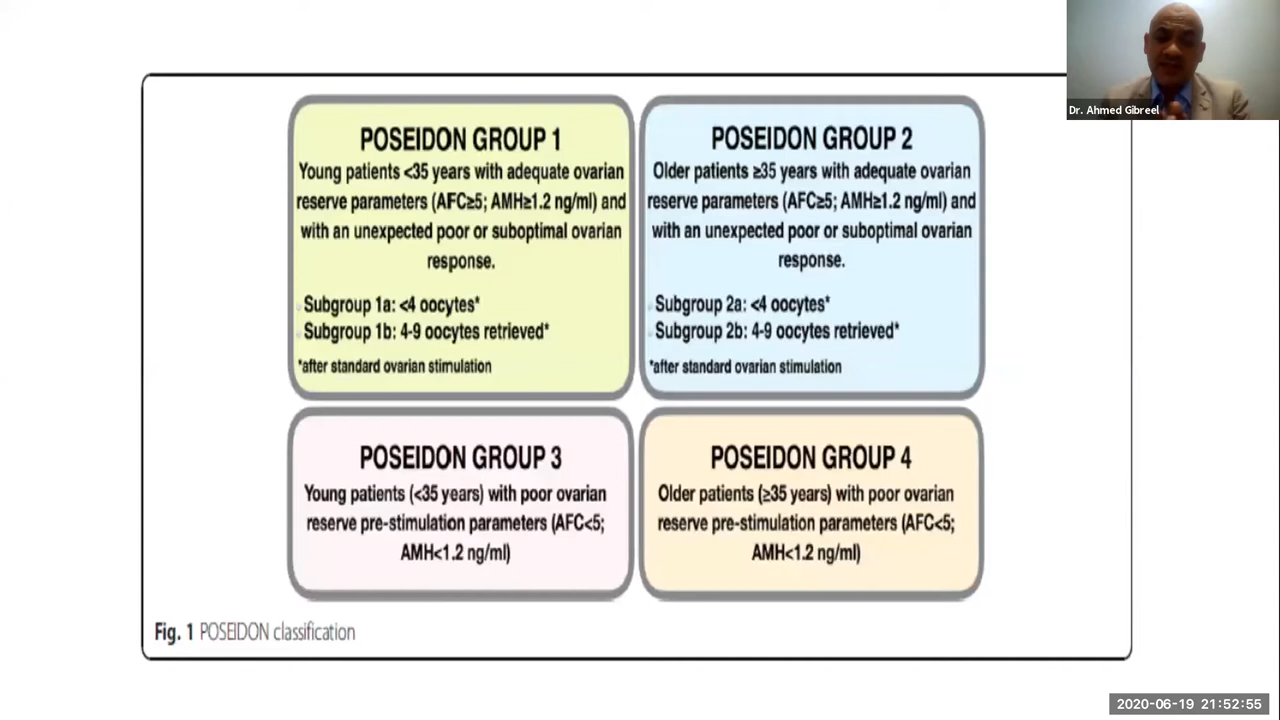 Dr. Ahmed Gibreel
POSEIDON GROUP 1
Young patients <35 years with adequate ovarian
reserve parameters (AFC≥5; AMH≥1.2 ng/ml) and
with an unexpected poor or suboptimal ovarian
response.
Subgroup 1a: <4 oocytes*
Subgroup 1b: 4-9 oocytes retrieved*
*after standard ovarian stimulation
POSEIDON GROUP 2
Older patients ≥35 years with adequate ovarian
reserve parameters (AFC≥5; AMH≥1.2 ng/ml) and
with an unexpected poor or suboptimal ovarian
response.
Subgroup 2a: <4 oocytes*
Subgroup 2b: 4-9 oocytes retrieved*
*after standard ovarian stimulation
POSEIDON GROUP 3
Young patients (<35 years) with poor ovarian
reserve pre-stimulation parameters (AFC<5;
AMH<1.2 ng/ml)
POSEIDON GROUP 4
Older patients (≥35 years) with poor ovarian
reserve pre-stimulation parameters (AFC<5;
AMH<1.2 ng/ml)
Fig. 1 POSEIDON classification
2020-06-19 21:52:55